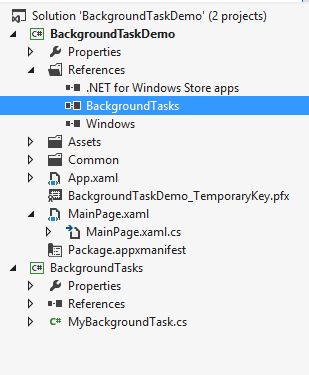 Solution 'BackgroundTaskDemo' (2 projects)
C# BackgroundTaskDemo
Properties
References
.NET for Windows Store apps
BackgroundTasks
Windows
Assets
Common
App.xaml
BackgroundTaskDemo_TemporaryKey.pfx
MainPage.xaml
MainPage.xaml.cs
Package.appxmanifest
C# BackgroundTasks
Properties
References
C# MyBackgroundTask.cs